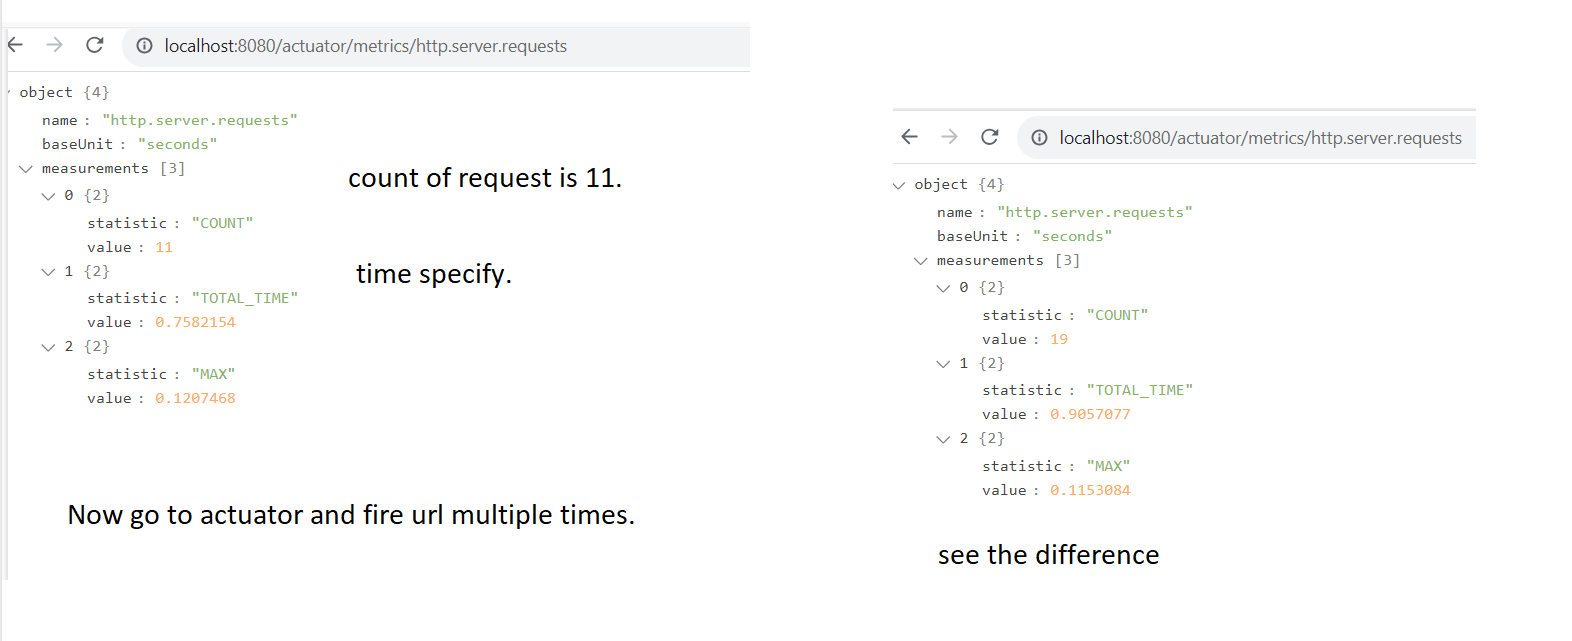 localhost:8080/actuator/metrics/http.server.requests
object {4}
name : "http.server.requests"
baseUnit : "seconds"
measurements [3]
0 {2}
statistic : "COUNT"
value : 11
1 {2}
statistic : "TOTAL_TIME"
value : 0.7582154
2 {2}
statistic : "MAX"
value : 0.1207468
count of request is 11.
time specify.
Now go to actuator and fire url multiple times.
localhost:8080/actuator/metrics/http.server.requests
object {4}
name : "http.server.requests"
baseUnit : "seconds"
measurements [3]
0 {2}
statistic : "COUNT"
value : 19
1 {2}
statistic : "TOTAL_TIME"
value : 0.9057077
2 {2}
statistic : "MAX"
value : 0.1153084
see the difference